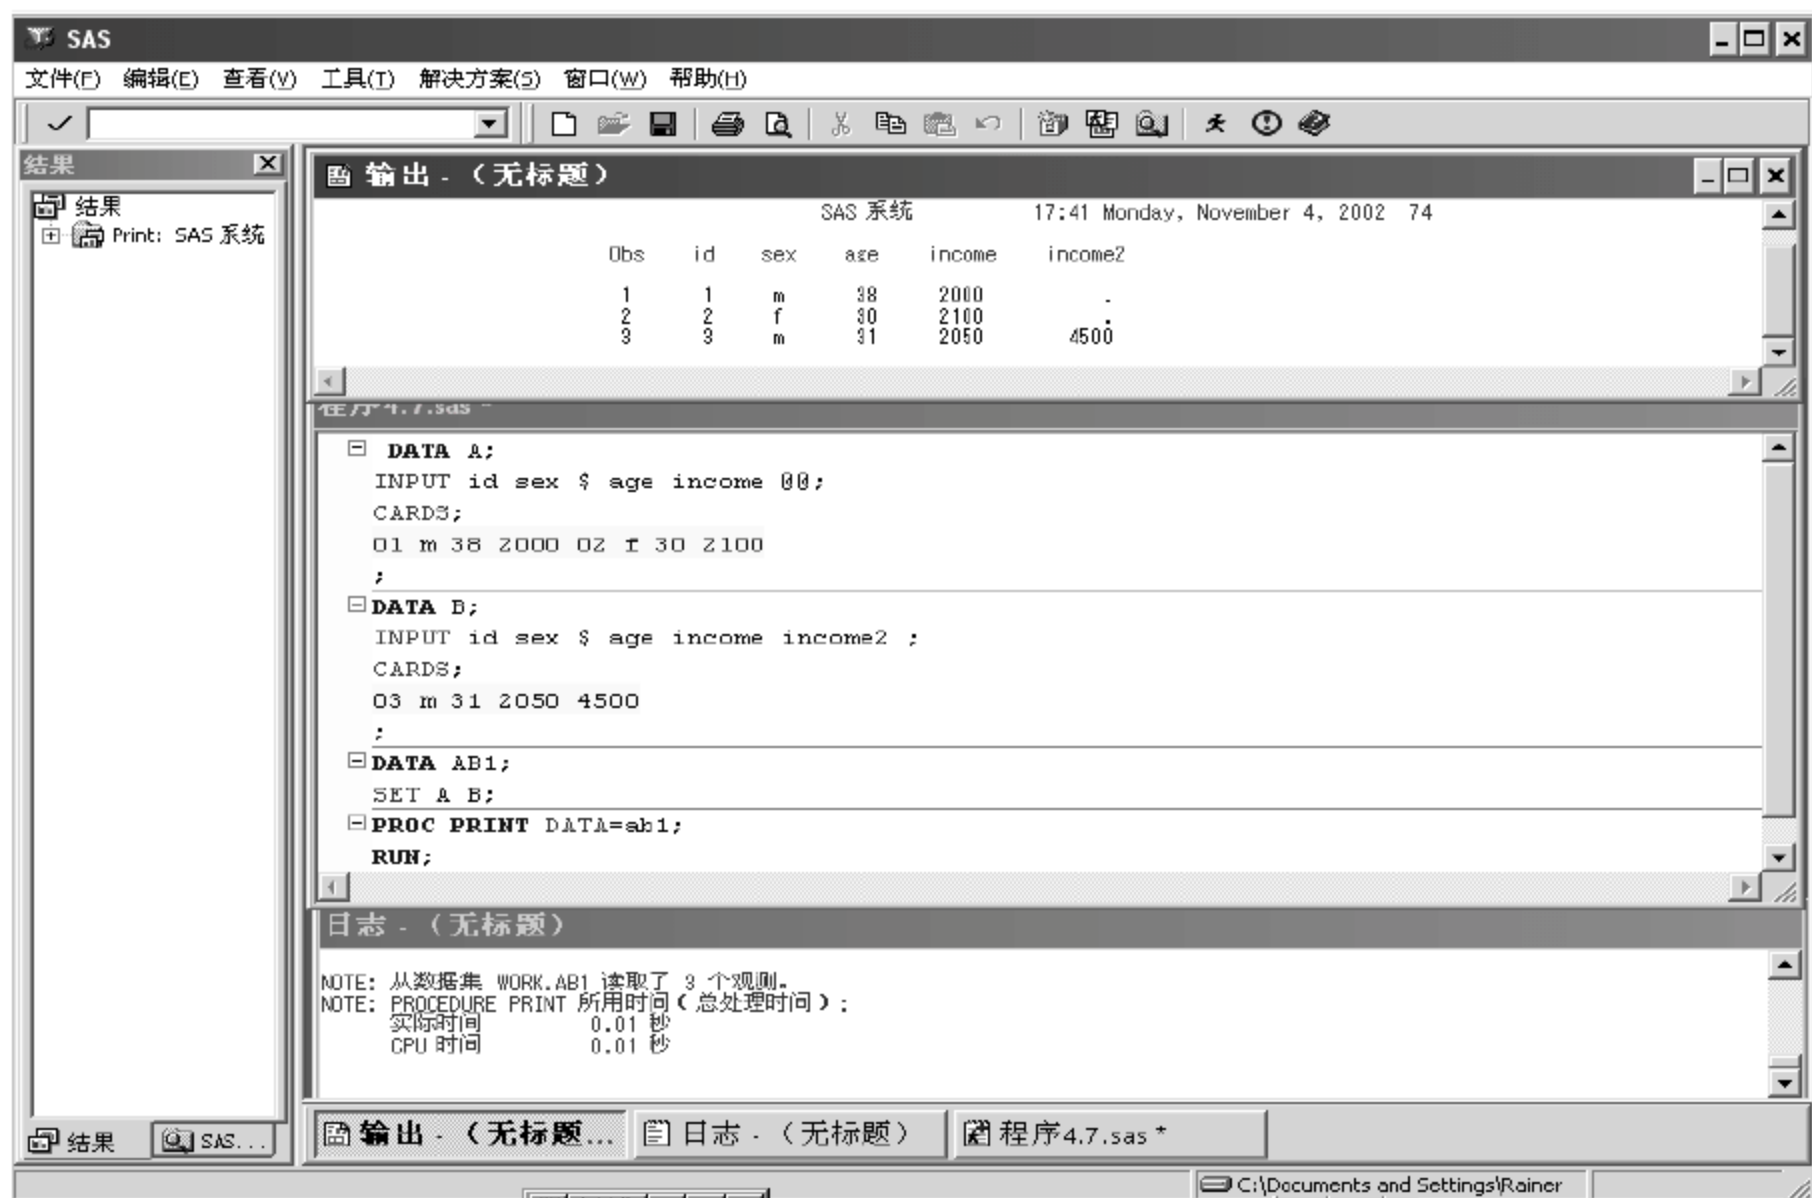 SAS
文件(F) 编辑(E) 查看(V) 工具(T) 解决方案(S) 窗口(W) 帮助(H)
结果
结果
Print: SAS 系统
输出 - （无标题）
SAS 系统 17:41 Monday, November 4, 2002 74
Obs id sex age income income2
1 1 m 38 2000 .
2 2 f 30 2100 .
3 3 m 31 2050 4500
程序4.7.sas *
DATA A;
INPUT id sex $ age income @@;
CARDS;
01 m 38 2000 02 f 30 2100
;
DATA B;
INPUT id sex $ age income income2 ;
CARDS;
03 m 31 2050 4500
;
DATA AB1;
SET A B;
PROC PRINT DATA=ab1;
RUN;
日志 - （无标题）
NOTE: 从数据集 WORK.AB1 读取了 3 个观测。
NOTE: PROCEDURE PRINT 所用时间（总处理时间）:
实际时间 0.01 秒
CPU 时间 0.01 秒
结果 SAS...
输出 - （无标题... 日志 - （无标题） 程序4.7.sas *
C:\Documents and Settings\Rainer